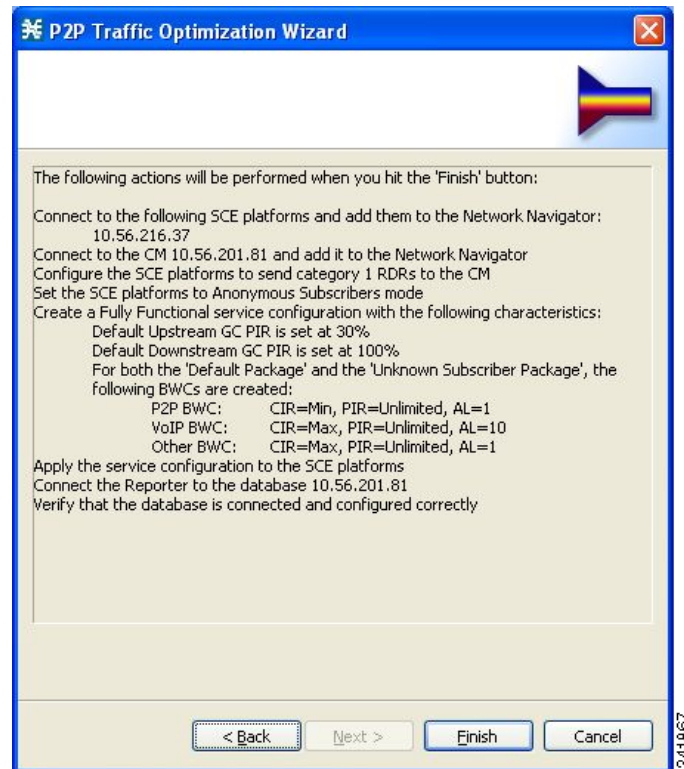 P2P Traffic Optimization Wizard
The following actions will be performed when you hit the 'Finish' button:
Connect to the following SCE platforms and add them to the Network Navigator:
10.56.216.37
Connect to the CM 10.56.201.81 and add it to the Network Navigator
Configure the SCE platforms to send category 1 RDRs to the CM
Set the SCE platforms to Anonymous Subscribers mode
Create a Fully Functional service configuration with the following characteristics:
Default Upstream GC PIR is set at 30%
Default Downstream GC PIR is set at 100%
For both the 'Default Package' and the 'Unknown Subscriber Package', the
following BWCs are created:
P2P BWC: CIR=Min, PIR=Unlimited, AL=1
VoIP BWC: CIR=Max, PIR=Unlimited, AL=10
Other BWC: CIR=Max, PIR=Unlimited, AL=1
Apply the service configuration to the SCE platforms
Connect the Reporter to the database 10.56.201.81
Verify that the database is connected and configured correctly
< Back Next > Finish Cancel
241967